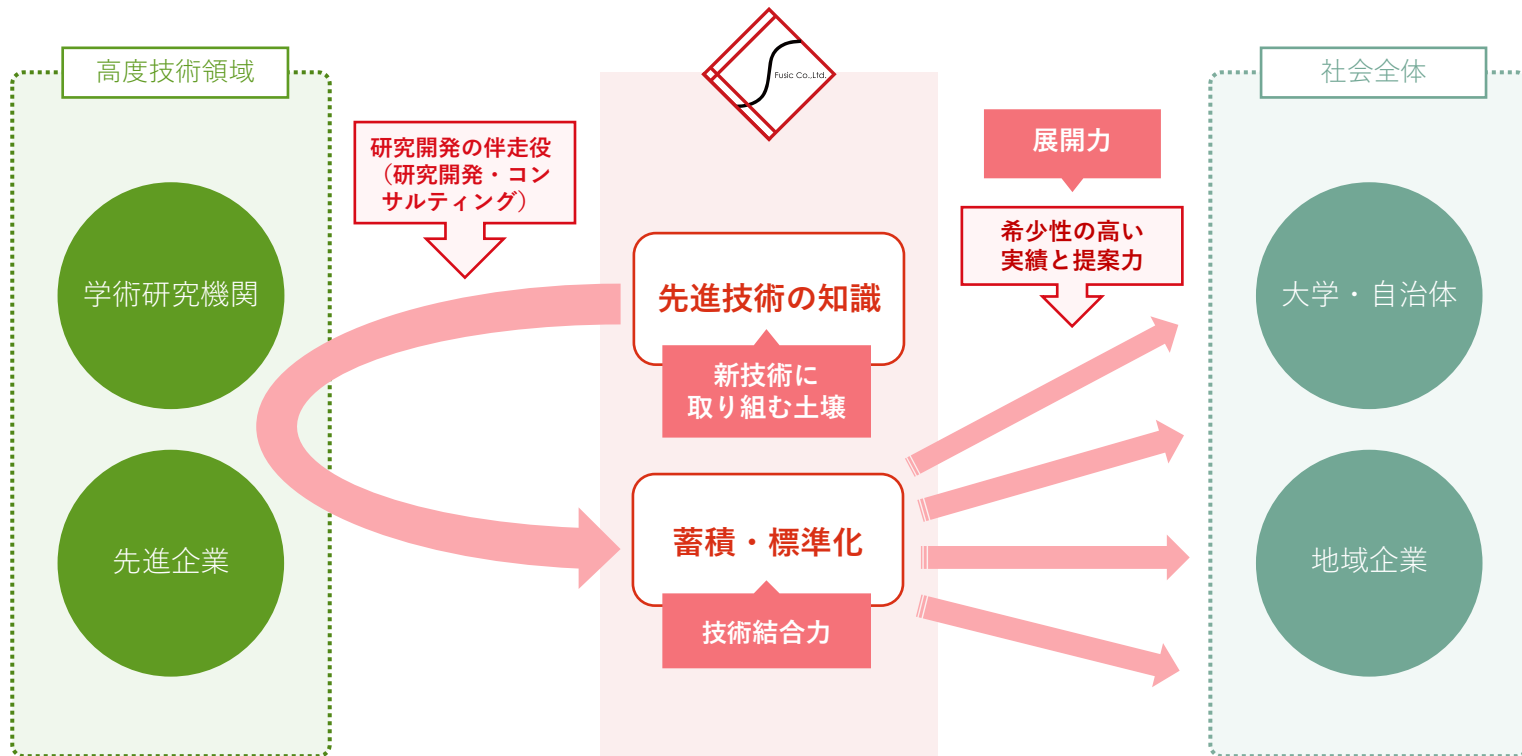 高度技術領域
学術研究機関
先進企業
研究開発の伴走役
（研究開発・コン
サルティング）
Fusic Co.,Ltd.
先進技術の知識
新技術に
取り組む土壌
蓄積・標準化
技術結合力
展開力
希少性の高い
実績と提案力
社会全体
大学・自治体
地域企業